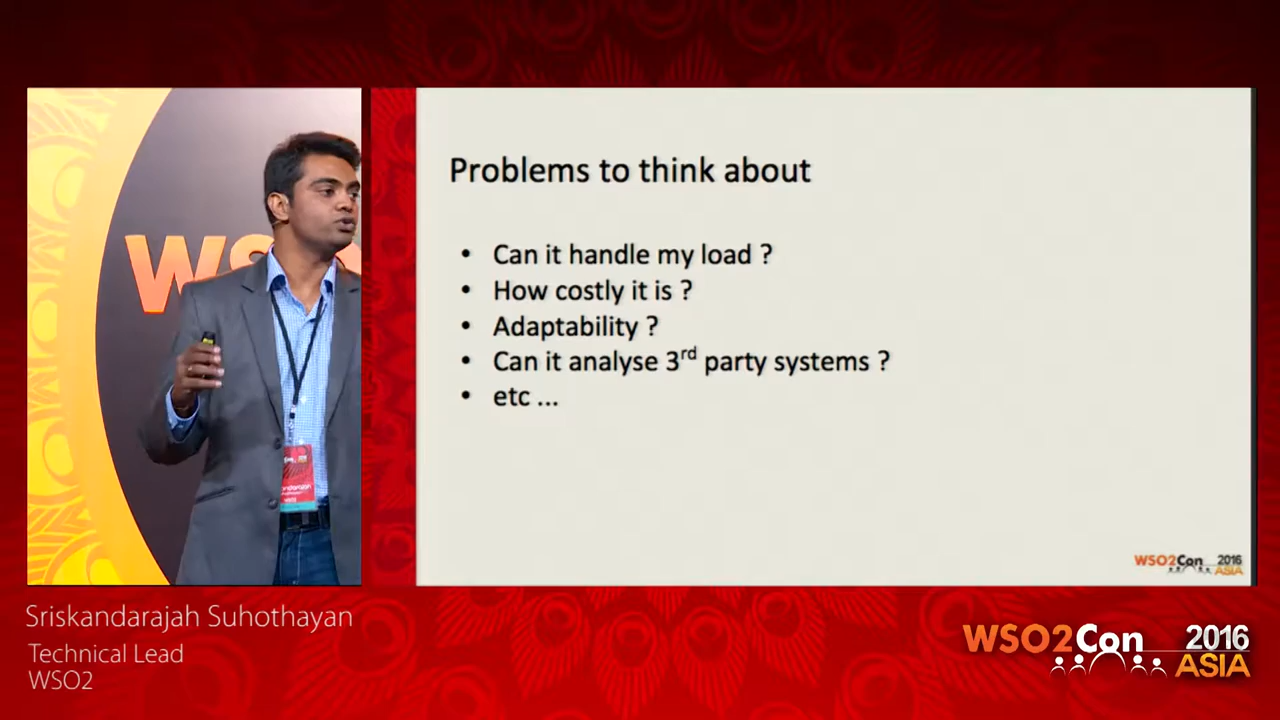 Problems to think about
• Can it handle my load ?
• How costly it is ?
• Adaptability ?
• Can it analyse 3rd party systems ?
• etc ...
WSO2Con 2016
ASIA
Sriskandarajah Suhothayan
Technical Lead
WSO2
WSO2Con 2016
ASIA